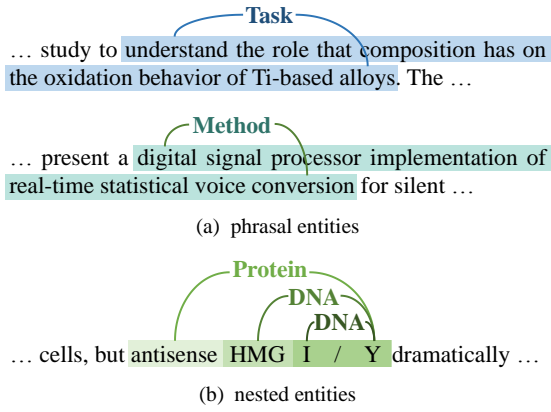 Task
… study to understand the role that composition has on
the oxidation behavior of Ti-based alloys. The …
Method
… present a digital signal processor implementation of
real-time statistical voice conversion for silent …
(a) phrasal entities
Protein
DNA
DNA
… cells, but antisense HMG I / Y dramatically …
(b) nested entities